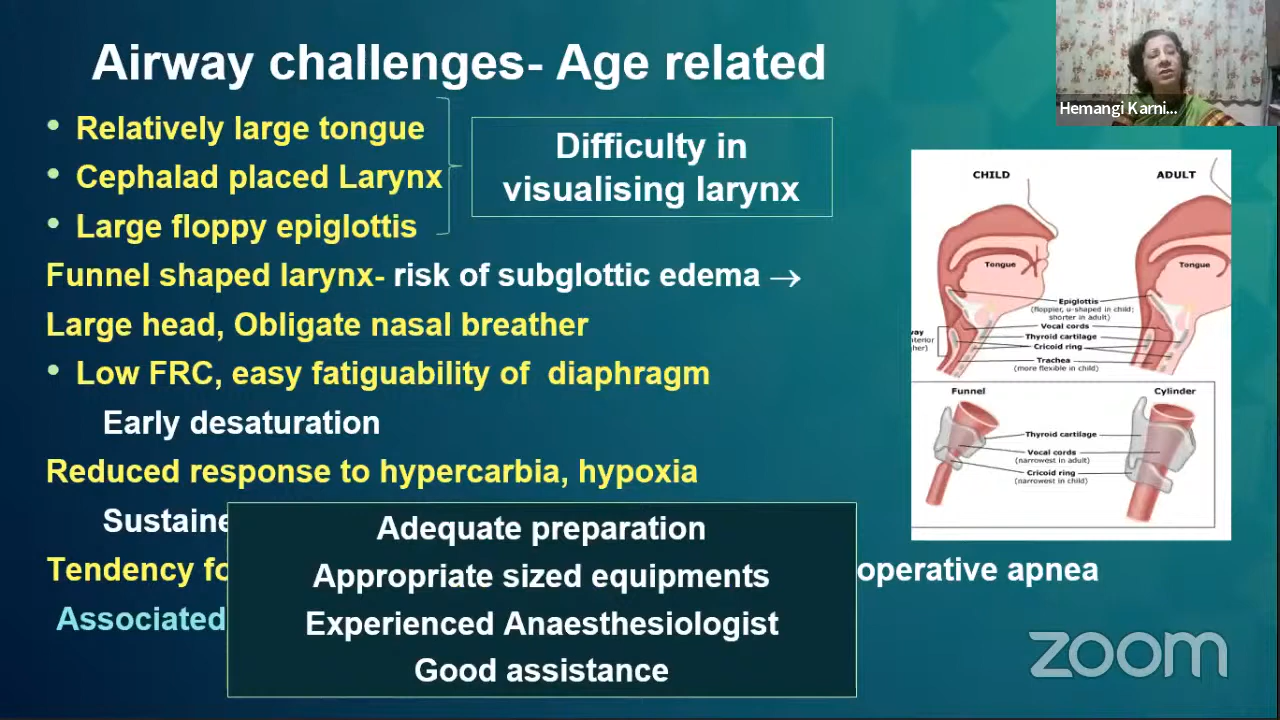 Airway challenges- Age related
Hemangi Karni...
• Relatively large tongue
• Cephalad placed Larynx
• Large floppy epiglottis
Difficulty in
visualising larynx
Funnel shaped larynx- risk of subglottic edema →
Large head, Obligate nasal breather
• Low FRC, easy fatiguability of diaphragm
Early desaturation
Reduced response to hypercarbia, hypoxia
Sustaine
Tendency fo
operative apnea
Associated
Adequate preparation
Appropriate sized equipments
Experienced Anaesthesiologist
Good assistance
CHILD
ADULT
Tongue
Tongue
Epiglottis
(floppier, u-shaped in child;
shorter in adult)
Vocal cords
Thyroid cartilage
Cricoid ring
Trachea
(more flexible in child)
Funnel
Cylinder
Thyroid cartilage
Vocal cords
(narrowest in adult)
Cricoid ring
(narrowest in child)
zoom